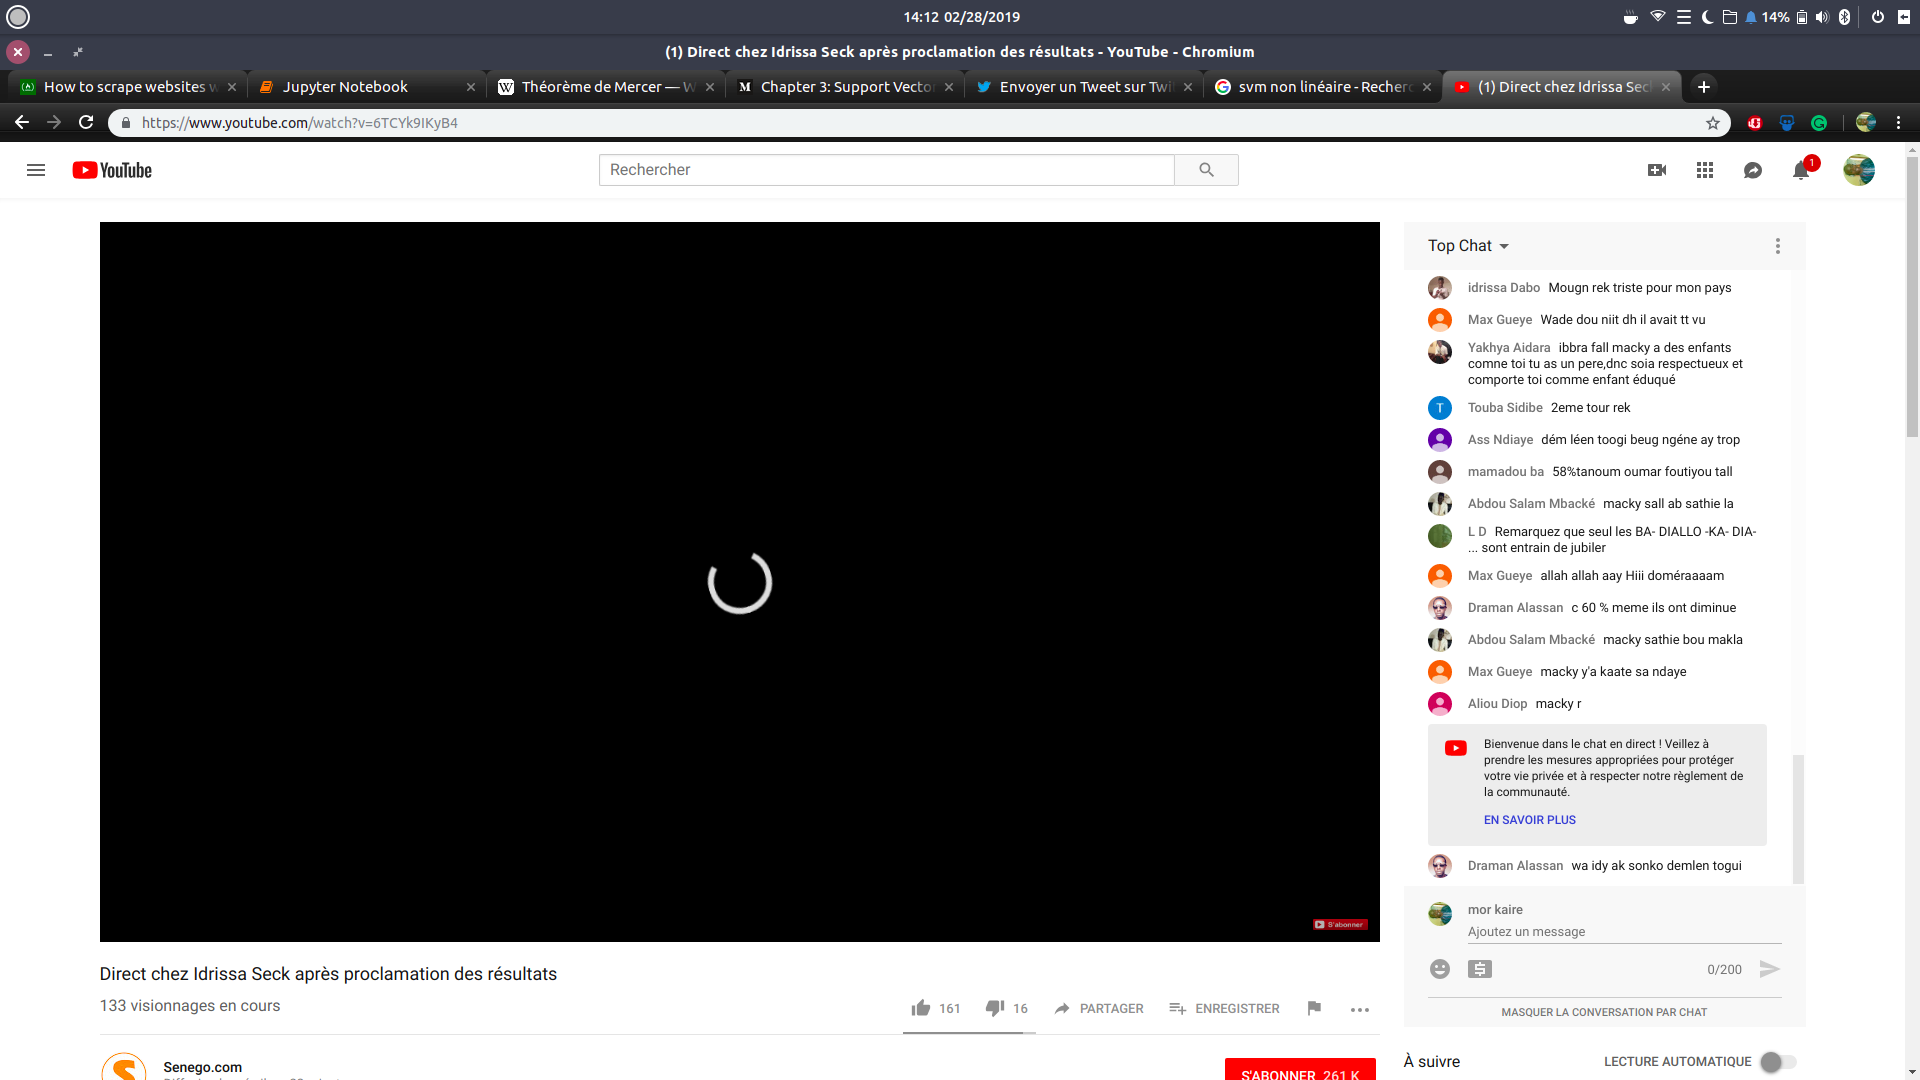 14:12 02/28/2019
14%
(1) Direct chez Idrissa Seck après proclamation des résultats - YouTube - Chromium
How to scrape websites w
Jupyter Notebook
Théorème de Mercer — W
Chapter 3: Support Vector
Envoyer un Tweet sur Twi
svm non linéaire - Recherc
(1) Direct chez Idrissa Sec
https://www.youtube.com/watch?v=6TCYk9IKyB4
YouTube
Rechercher
1
Top Chat
idrissa Dabo Mougn rek triste pour mon pays
Max Gueye Wade dou niit dh il avait tt vu
Yakhya Aidara ibbra fall macky a des enfants
comne toi tu as un pere,dnc soia respectueux et
comporte toi comme enfant éduqué
T
Touba Sidibe 2eme tour rek
Ass Ndiaye dém léen toogi beug ngéne ay trop
mamadou ba 58%tanoum oumar foutiyou tall
Abdou Salam Mbacké macky sall ab sathie la
L D Remarquez que seul les BA- DIALLO -KA- DIA-
... sont entrain de jubiler
Max Gueye allah allah aay Hiii doméraaaam
Draman Alassan c 60 % meme ils ont diminue
Abdou Salam Mbacké macky sathie bou makla
Max Gueye macky y'a kaate sa ndaye
Aliou Diop macky r
Bienvenue dans le chat en direct ! Veillez à
prendre les mesures appropriées pour protéger
votre vie privée et à respecter notre règlement de
la communauté.
EN SAVOIR PLUS
Draman Alassan wa idy ak sonko demlen togui
mor kaire
Ajoutez un message
0/200
MASQUER LA CONVERSATION PAR CHAT
S'abonner
Direct chez Idrissa Seck après proclamation des résultats
133 visionnages en cours
161
16
PARTAGER
ENREGISTRER
Senego.com
S'ABONNER 261 K
À suivre
LECTURE AUTOMATIQUE